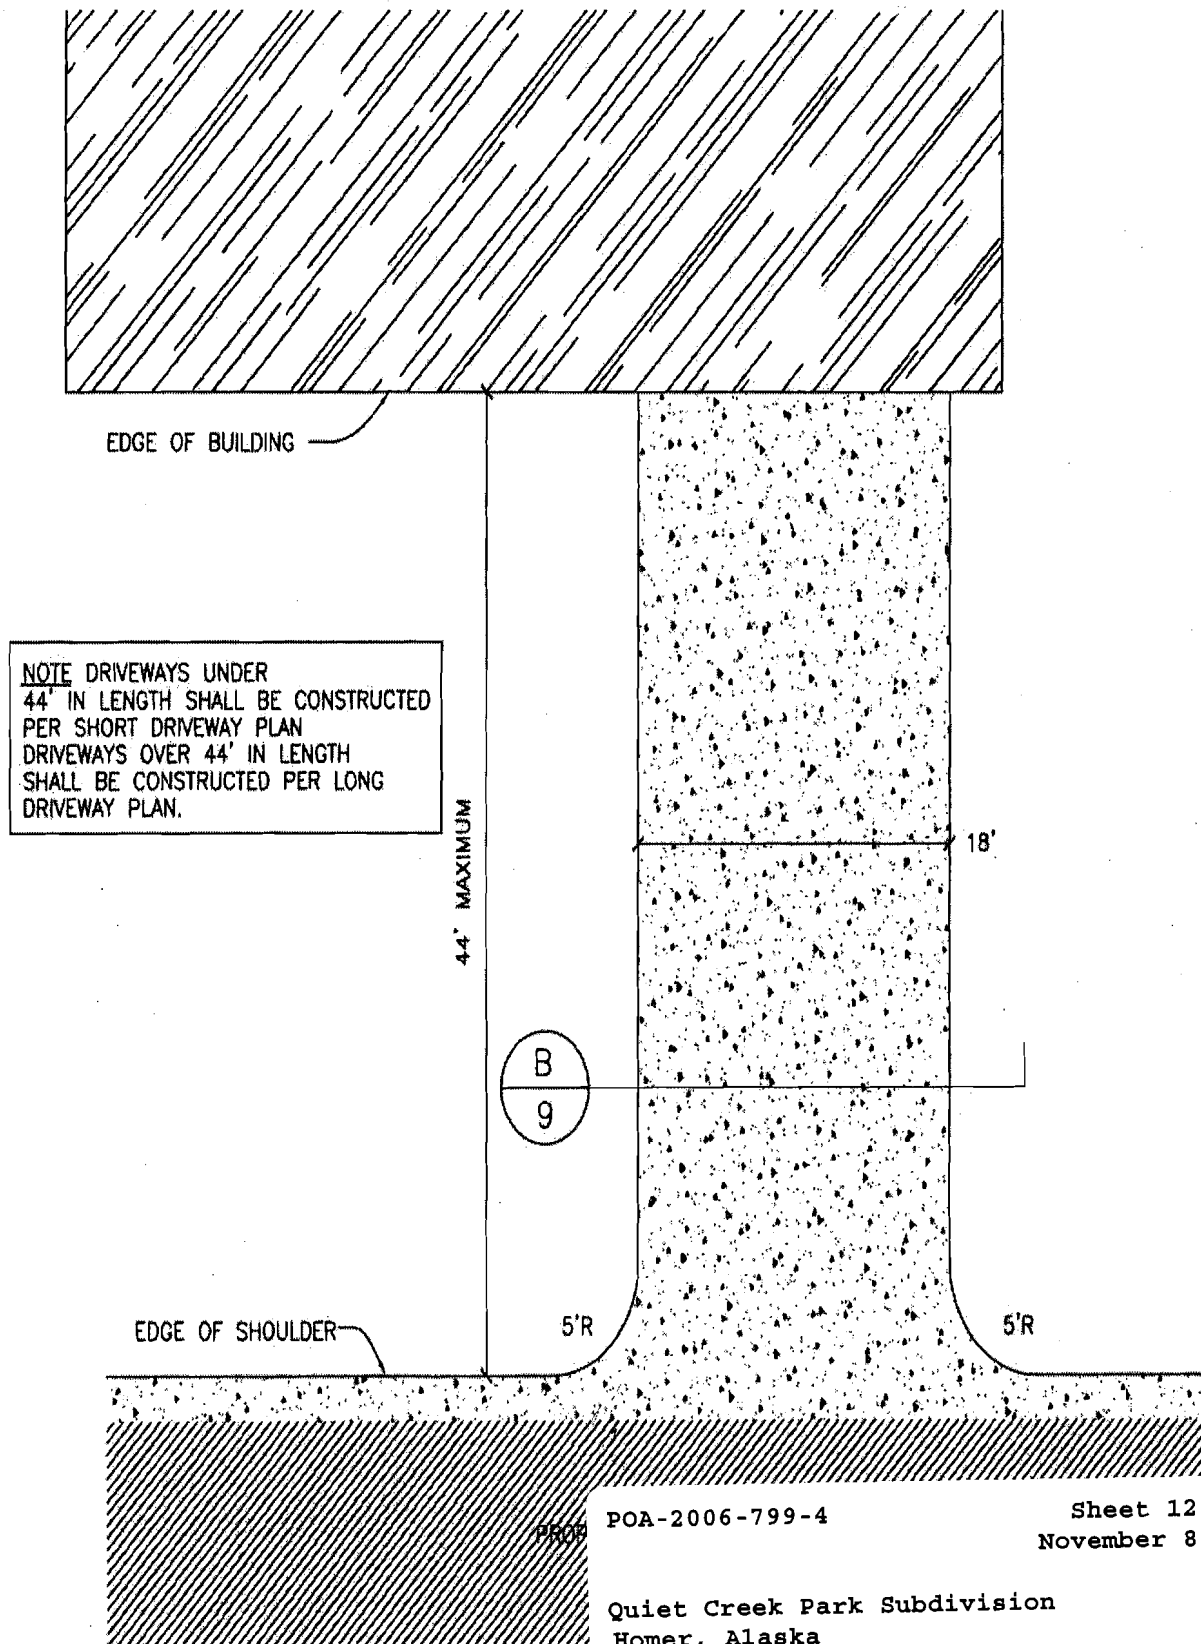 EDGE OF BUILDING
NOTE DRIVEWAYS UNDER
44' IN LENGTH SHALL BE CONSTRUCTED
PER SHORT DRIVEWAY PLAN
DRIVEWAYS OVER 44' IN LENGTH
SHALL BE CONSTRUCTED PER LONG
DRIVEWAY PLAN.
44' MAXIMUM
18'
B
9
EDGE OF SHOULDER
5'R
5'R
POA-2006-799-4
Sheet 12
November 8
Quiet Creek Park Subdivision
Homer, Alaska